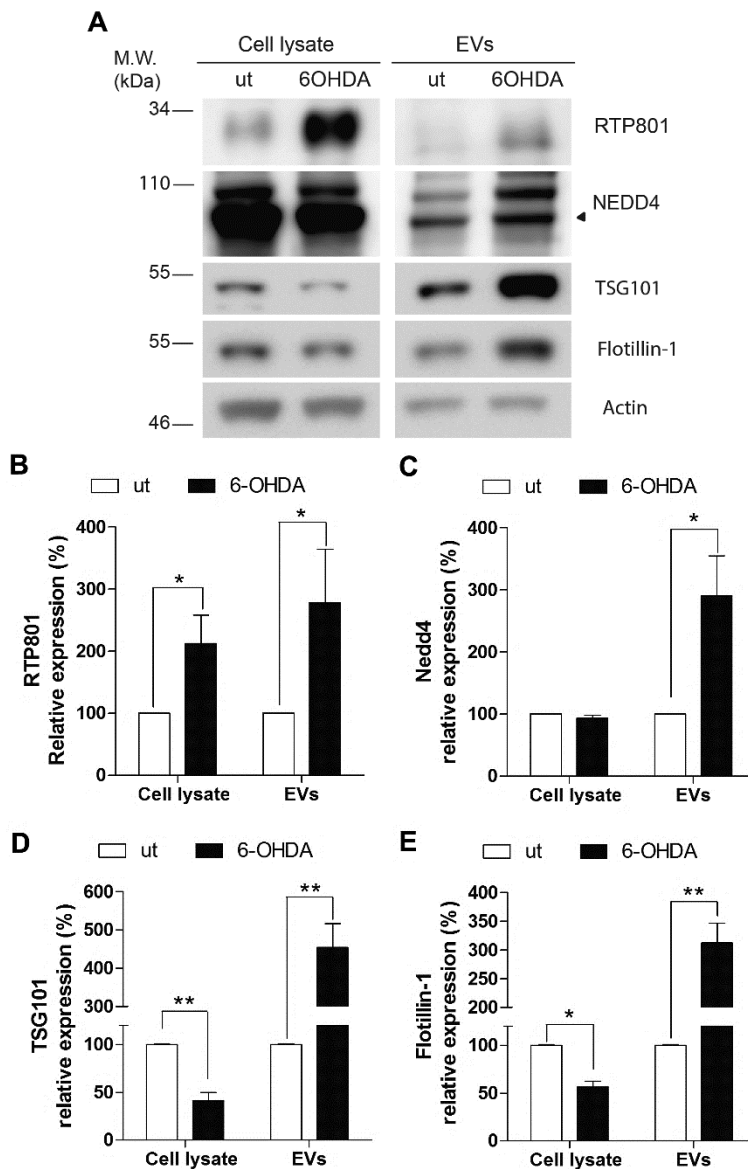 A
Cell lysate EVs
M.W.
(kDa)
ut 6OHDA ut 6OHDA
34
RTP801
110
NEDD4
55
TSG101
55
Flotillin-1
46
Actin
B
ut 6-OHDA
RTP801
Relative expression (%)
400
300
200
100
0
* *
Cell lysate EVs
C
ut 6-OHDA
Nedd4
relative expression (%)
400
300
200
100
0
*
Cell lysate EVs
D
ut 6-OHDA
TSG101
relative expression (%)
600
500
400
300
200
100
50
0
** **
Cell lysate EVs
E
ut 6-OHDA
Flotillin-1
relative expression (%)
400
350
300
250
200
150
100
50
0
* **
Cell lysate EVs